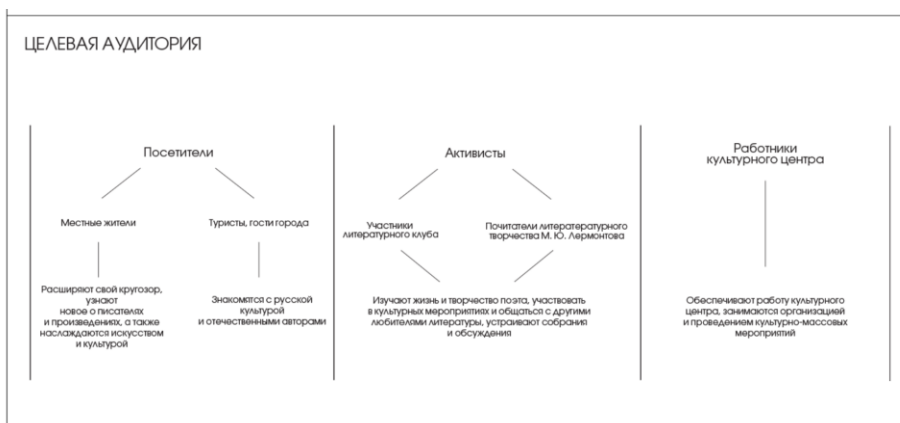 ЦЕЛЕВАЯ АУДИТОРИЯ
Посетители
Местные жители
Расширяют свой кругозор,
узнают
новое о писателях
и произведениях, а также
наслаждаются искусством
и культурой
Туристы, гости города
Знакомятся с русской
культурой
и отечественными авторами
Активисты
Участники
литературного клуба
Почитатели литературатурного
творчества М. Ю. Лермонтова
Изучают жизнь и творчество поэта, участвовать
в культурных мероприятиях и общаться с другими
любителями литературы, устраивают собрания
и обсуждения
Работники
культурного центра
Обеспечивают работу культурного
центра, занимаются организацией
и проведением культурно-массовых
мероприятий